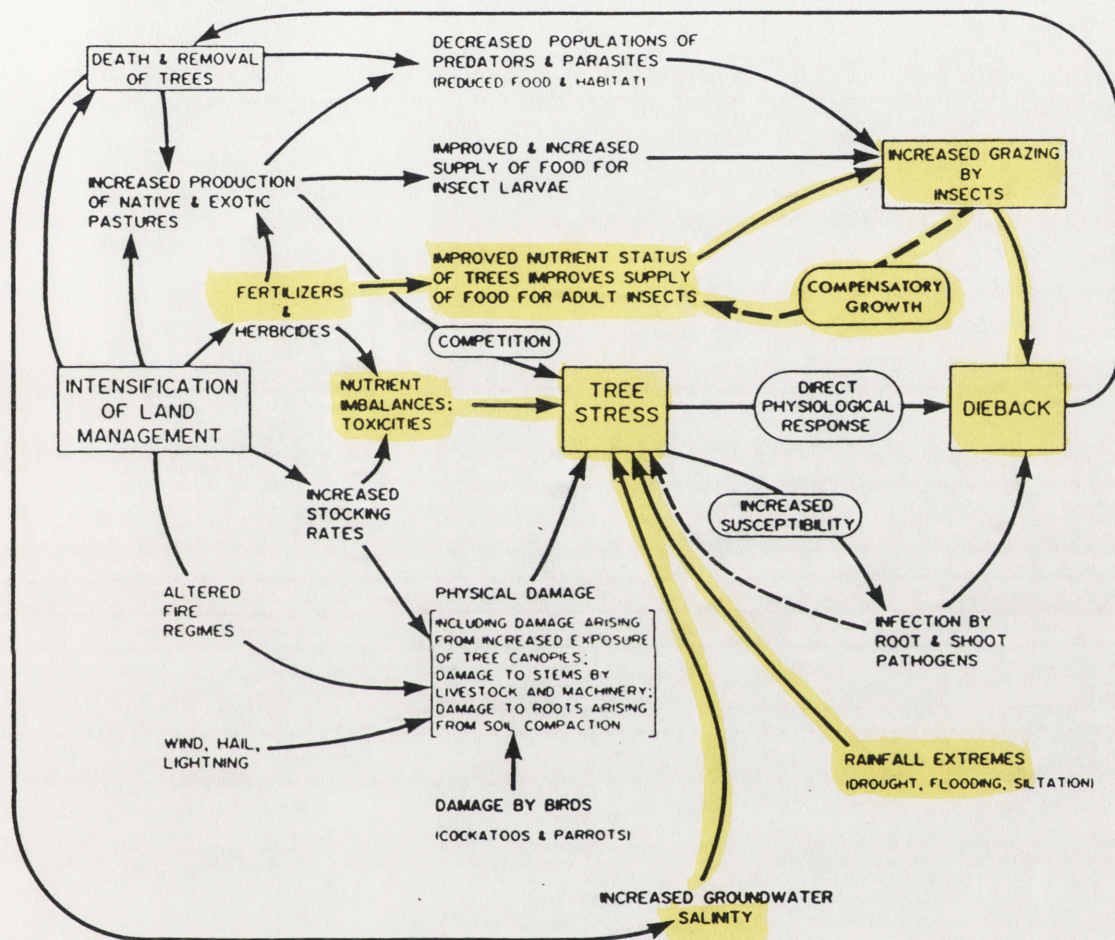 DEATH & REMOVAL
OF TREES
DECREASED POPULATIONS OF
PREDATORS & PARASITES
(REDUCED FOOD & HABITAT)
IMPROVED & INCREASED
SUPPLY OF FOOD FOR
INSECT LARVAE
INCREASED GRAZING
BY
INSECTS
INCREASED PRODUCTION
OF NATIVE & EXOTIC
PASTURES
IMPROVED NUTRIENT STATUS
OF TREES IMPROVES SUPPLY
OF FOOD FOR ADULT INSECTS
COMPENSATORY
GROWTH
FERTILIZERS
&
HERBICIDES
COMPETITION
INTENSIFICATION
OF LAND
MANAGEMENT
NUTRIENT
IMBALANCES;
TOXICITIES
TREE
STRESS
DIRECT
PHYSIOLOGICAL
RESPONSE
DIEBACK
INCREASED
STOCKING
RATES
INCREASED
SUSCEPTIBILITY
ALTERED
FIRE
REGIMES
PHYSICAL DAMAGE
INCLUDING DAMAGE ARISING
FROM INCREASED EXPOSURE
OF TREE CANOPIES;
DAMAGE TO STEMS BY
LIVESTOCK AND MACHINERY;
DAMAGE TO ROOTS ARISING
FROM SOIL COMPACTION
INFECTION BY
ROOT & SHOOT
PATHOGENS
WIND, HAIL,
LIGHTNING
RAINFALL EXTREMES
(DROUGHT, FLOODING, SILTATION)
DAMAGE BY BIRDS
(COCKATOOS & PARROTS)
INCREASED GROUNDWATER
SALINITY